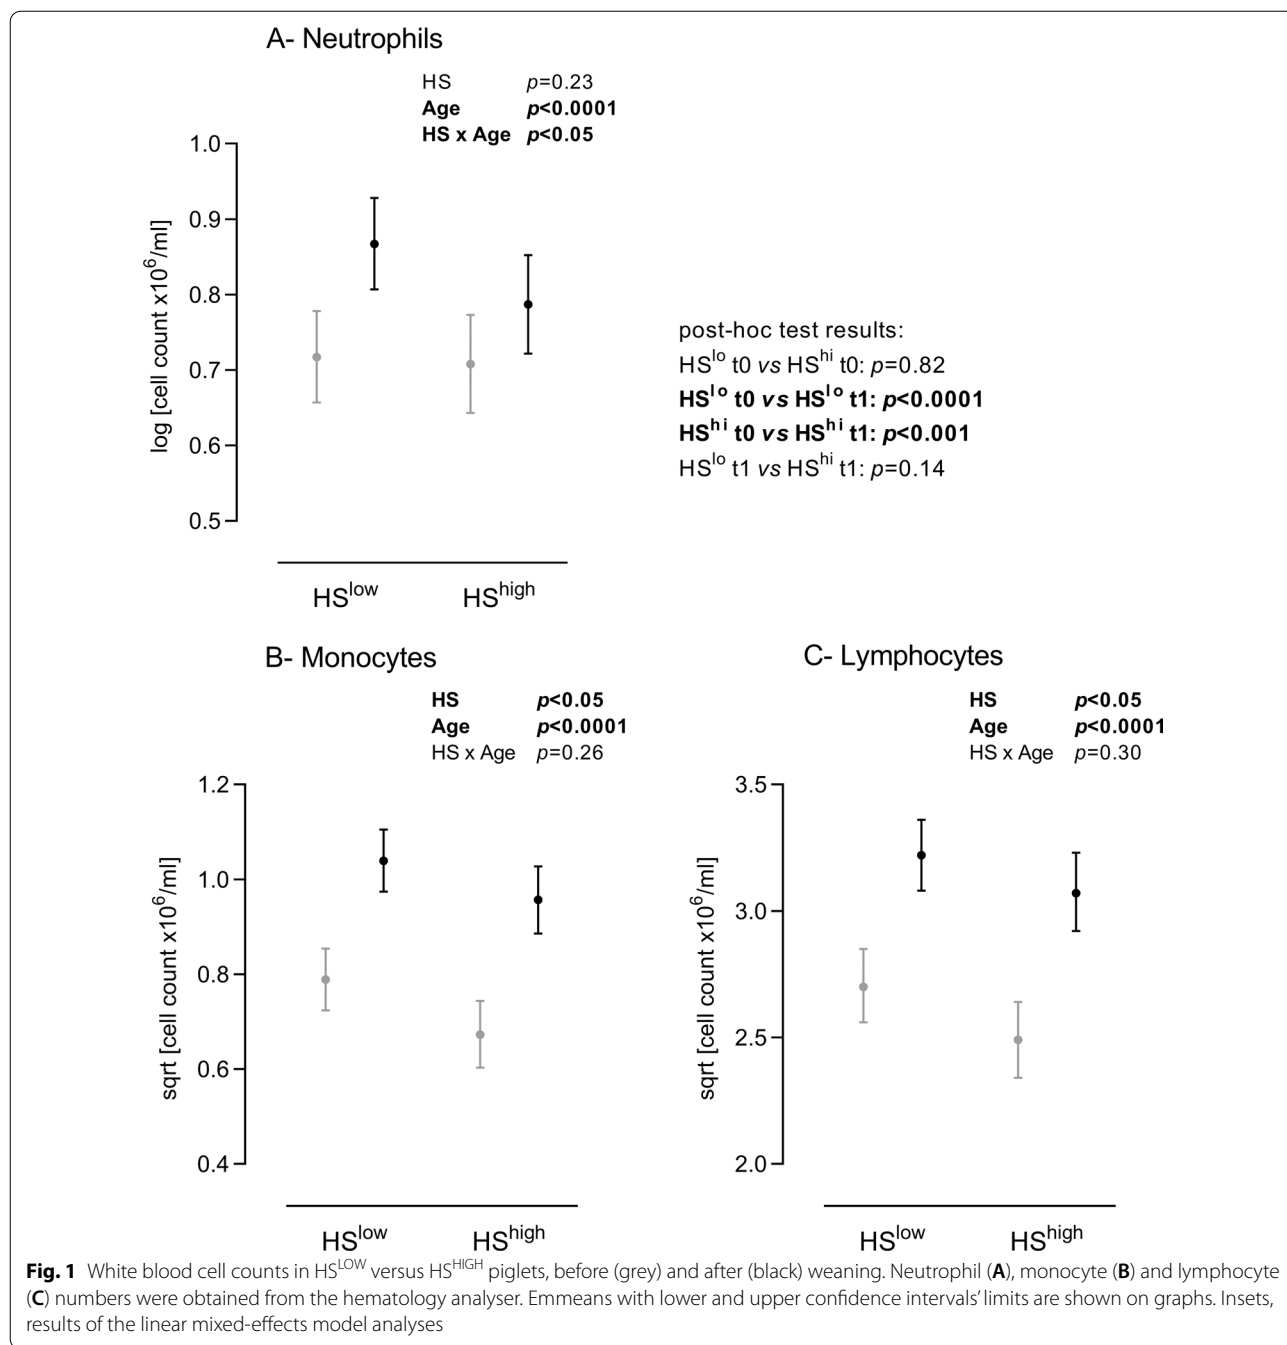 A- Neutrophils
HS p=0.23
Age p<0.0001
HS x Age p<0.05
1.0
0.9
0.8
0.7
0.6
0.5
log [cell count x10⁶/ml]
HSˡᵒʷ HSʰⁱᵍʰ
post-hoc test results:
HSˡᵒ t0 vs HSʰⁱ t0: p=0.82
HSˡᵒ t0 vs HSˡᵒ t1: p<0.0001
HSʰⁱ t0 vs HSʰⁱ t1: p<0.001
HSˡᵒ t1 vs HSʰⁱ t1: p=0.14
B- Monocytes
HS p<0.05
Age p<0.0001
HS x Age p=0.26
1.2
1.0
0.8
0.6
0.4
sqrt [cell count x10⁶/ml]
HSˡᵒʷ HSʰⁱᵍʰ
C- Lymphocytes
HS p<0.05
Age p<0.0001
HS x Age p=0.30
3.5
3.0
2.5
2.0
sqrt [cell count x10⁶/ml]
HSˡᵒʷ HSʰⁱᵍʰ
Fig. 1 White blood cell counts in HSᴸᴼᵂ versus HSᴴᴵᴳᴴ piglets, before (grey) and after (black) weaning. Neutrophil (A), monocyte (B) and lymphocyte
(C) numbers were obtained from the hematology analyser. Emmeans with lower and upper confidence intervals' limits are shown on graphs. Insets,
results of the linear mixed-effects model analyses